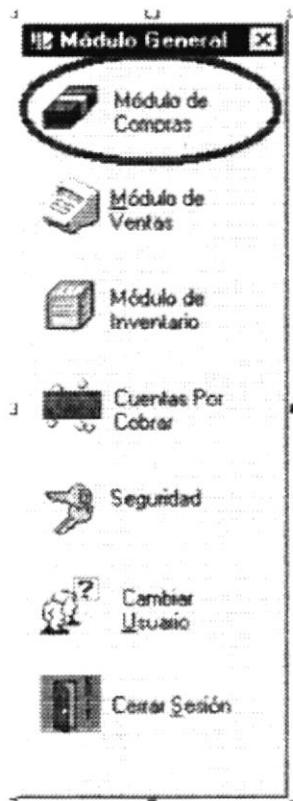 Módulo General
Módulo de
Compras
Módulo de
Ventas
Módulo de
Inventario
Cuentas Por
Cobrar
Seguridad
?
Cambiar
Usuario
Cerrar Sesión